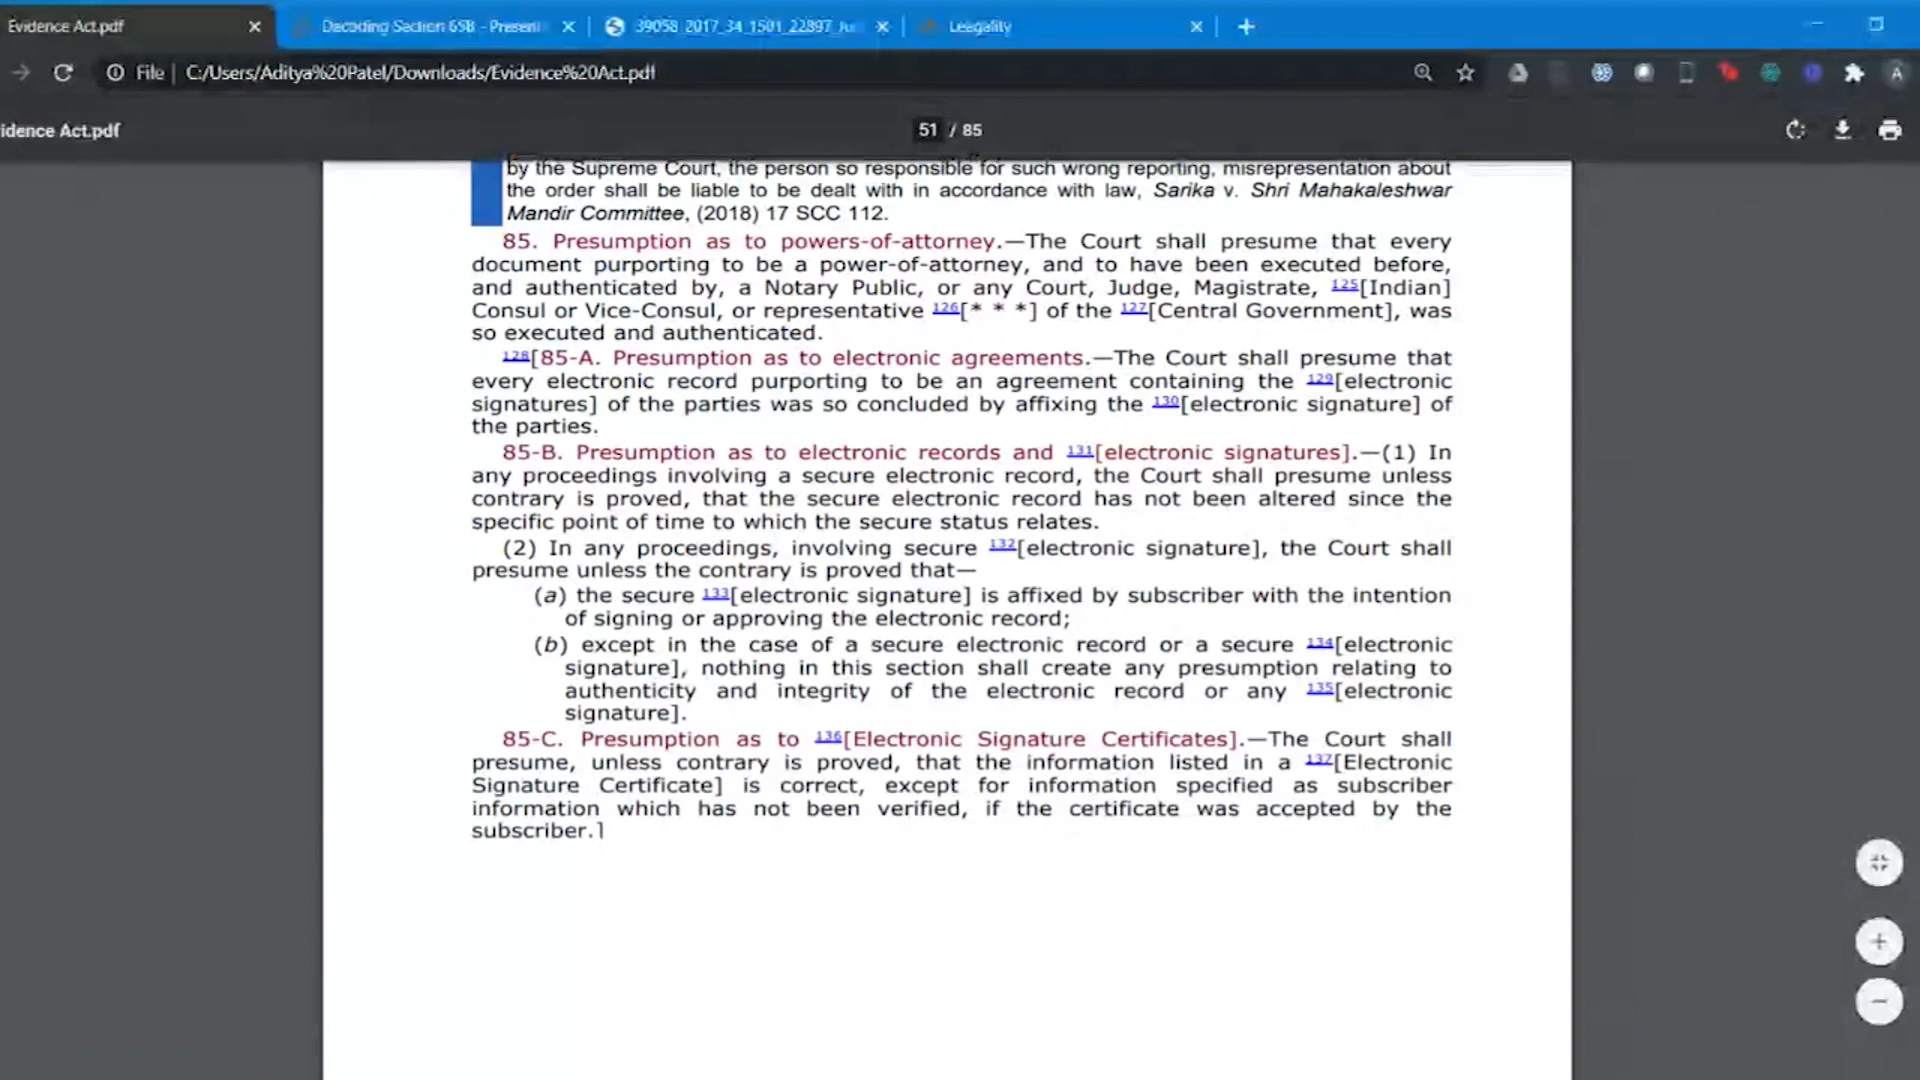 Evidence Act.pdf
Decoding Section 65B - Present
39058_2017_34_1501_22897_Ju
Leegality
File
C:/Users/Aditya%20Patel/Downloads/Evidence%20Act.pdf
A
idence Act.pdf
51 / 85
by the Supreme Court, the person so responsible for such wrong reporting, misrepresentation about
the order shall be liable to be dealt with in accordance with law, Sarika v. Shri Mahakaleshwar
Mandir Committee, (2018) 17 SCC 112.
85. Presumption as to powers-of-attorney.—The Court shall presume that every
document purporting to be a power-of-attorney, and to have been executed before,
and authenticated by, a Notary Public, or any Court, Judge, Magistrate, 125[Indian]
Consul or Vice-Consul, or representative 126[* * *] of the 127[Central Government], was
so executed and authenticated.
128[85-A. Presumption as to electronic agreements.—The Court shall presume that
every electronic record purporting to be an agreement containing the 129[electronic
signatures] of the parties was so concluded by affixing the 130[electronic signature] of
the parties.
85-B. Presumption as to electronic records and 131[electronic signatures].—(1) In
any proceedings involving a secure electronic record, the Court shall presume unless
contrary is proved, that the secure electronic record has not been altered since the
specific point of time to which the secure status relates.
(2) In any proceedings, involving secure 132[electronic signature], the Court shall
presume unless the contrary is proved that—
(a) the secure 133[electronic signature] is affixed by subscriber with the intention
of signing or approving the electronic record;
(b) except in the case of a secure electronic record or a secure 134[electronic
signature], nothing in this section shall create any presumption relating to
authenticity and integrity of the electronic record or any 135[electronic
signature].
85-C. Presumption as to 136[Electronic Signature Certificates].—The Court shall
presume, unless contrary is proved, that the information listed in a 137[Electronic
Signature Certificate] is correct, except for information specified as subscriber
information which has not been verified, if the certificate was accepted by the
subscriber.]